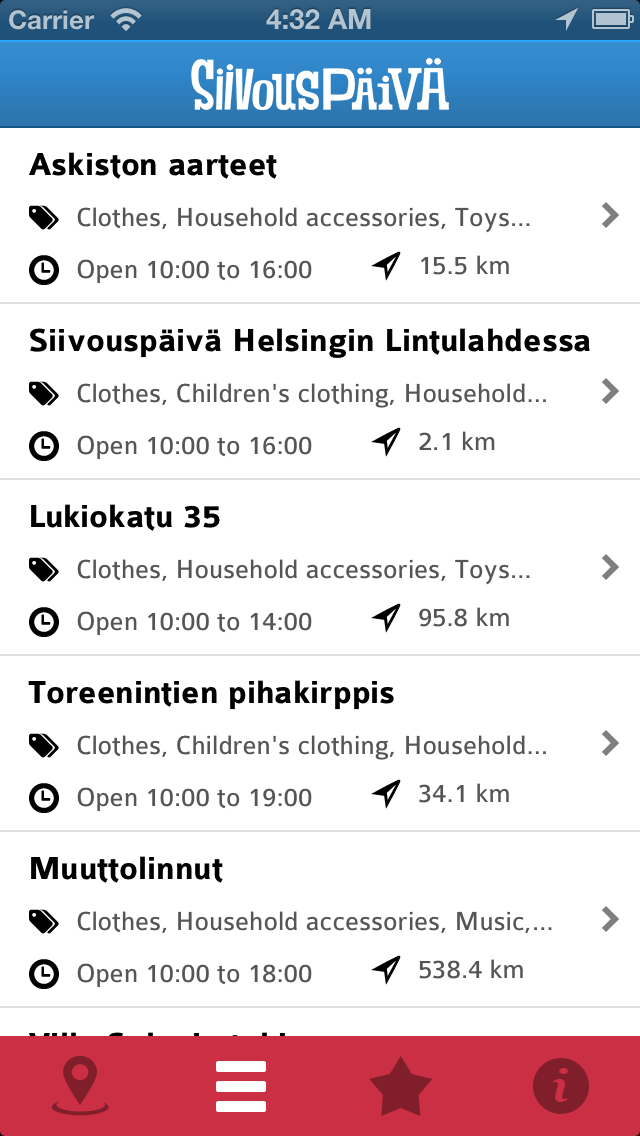 Carrier 4:32 AM
SiivousPäivä
Askiston aarteet
Clothes, Household accessories, Toys...
Open 10:00 to 16:00 15.5 km
Siivouspäivä Helsingin Lintulahdessa
Clothes, Children's clothing, Household...
Open 10:00 to 16:00 2.1 km
Lukiokatu 35
Clothes, Household accessories, Toys...
Open 10:00 to 14:00 95.8 km
Toreenintien pihakirppis
Clothes, Children's clothing, Household...
Open 10:00 to 19:00 34.1 km
Muuttolinnut
Clothes, Household accessories, Music,...
Open 10:00 to 18:00 538.4 km